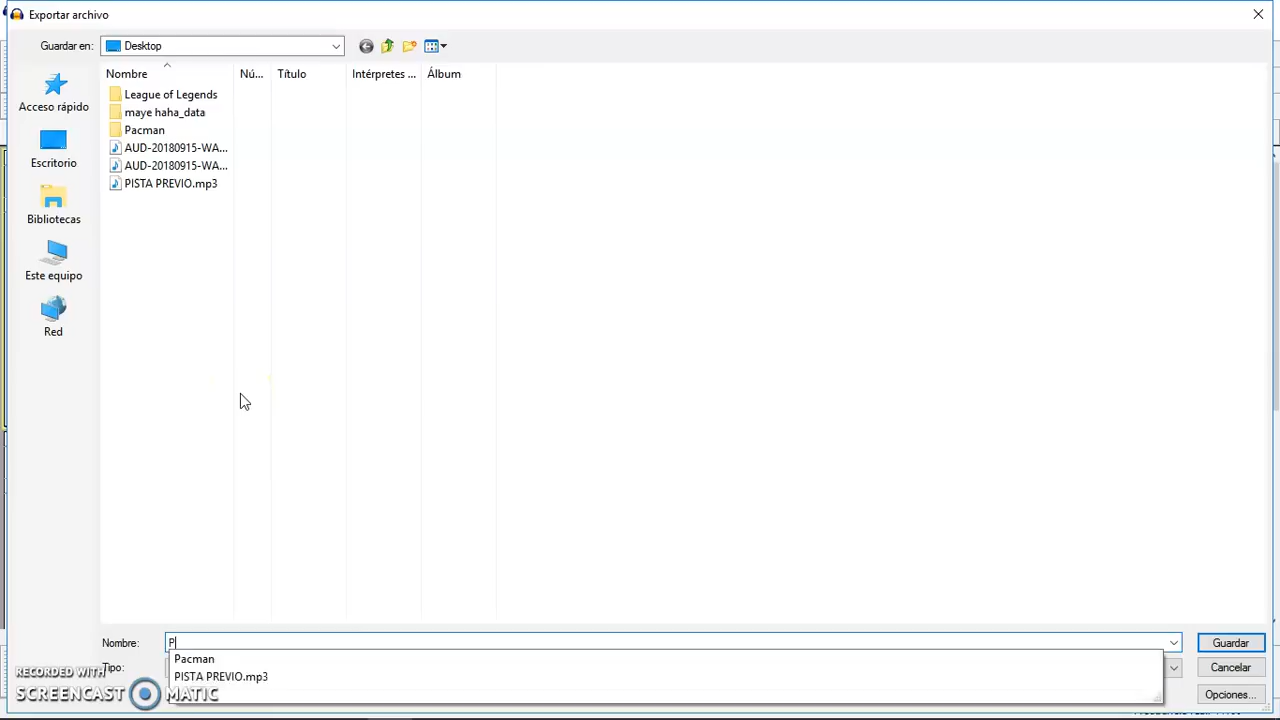 Exportar archivo
Guardar en: Desktop
Nombre Nú... Título Intérpretes ... Álbum
Acceso rápido
Escritorio
Bibliotecas
Este equipo
Red
League of Legends
maye haha_data
Pacman
AUD-20180915-WA...
AUD-20180915-WA...
PISTA PREVIO.mp3
Nombre: P Guardar
Pacman
PISTA PREVIO.mp3
Tipo: Cancelar
Opciones...
RECORDED WITH
SCREENCAST MATIC